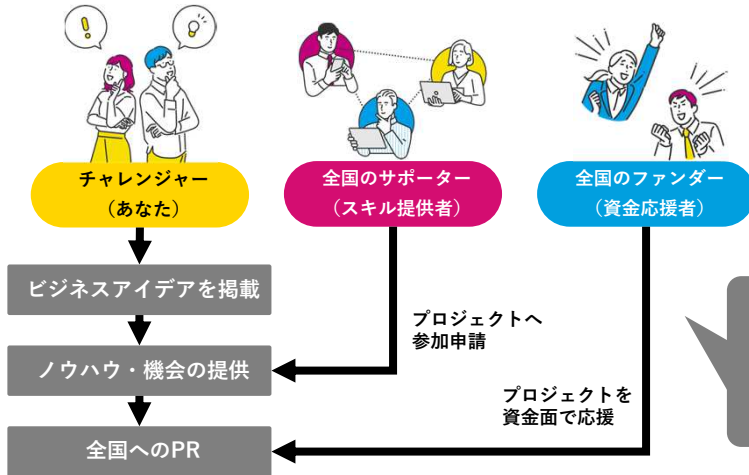 チャレンジャー
（あなた）
全国のサポーター
（スキル提供者）
全国のファンダー
（資金応援者）
ビジネスアイデアを掲載
プロジェクトへ
参加申請
ノウハウ・機会の提供
プロジェクトを
資金面で応援
全国へのPR